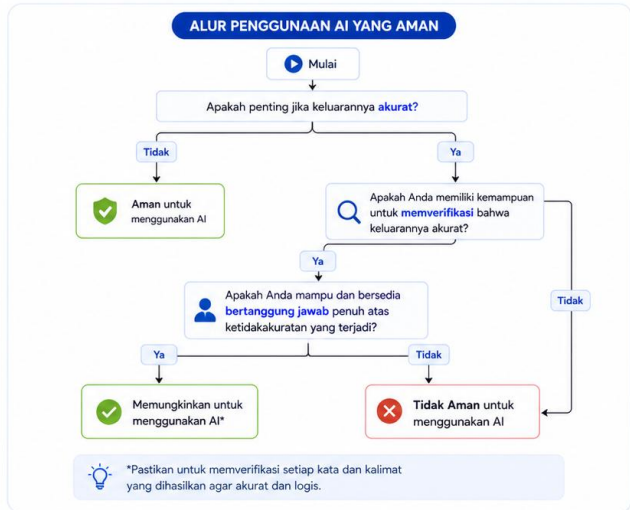 ALUR PENGGUNAAN AI YANG AMAN
Mulai
Apakah penting jika keluarannya akurat?
Tidak
Ya
Aman untuk
menggunakan AI
Apakah Anda memiliki kemampuan
untuk memverifikasi bahwa
keluarannya akurat?
Ya
Tidak
Apakah Anda mampu dan bersedia
bertanggung jawab penuh atas
ketidakakuratan yang terjadi?
Ya
Tidak
Memungkinkan untuk
menggunakan AI*
Tidak Aman untuk
menggunakan AI
*Pastikan untuk memverifikasi setiap kata dan kalimat
yang dihasilkan agar akurat dan logis.